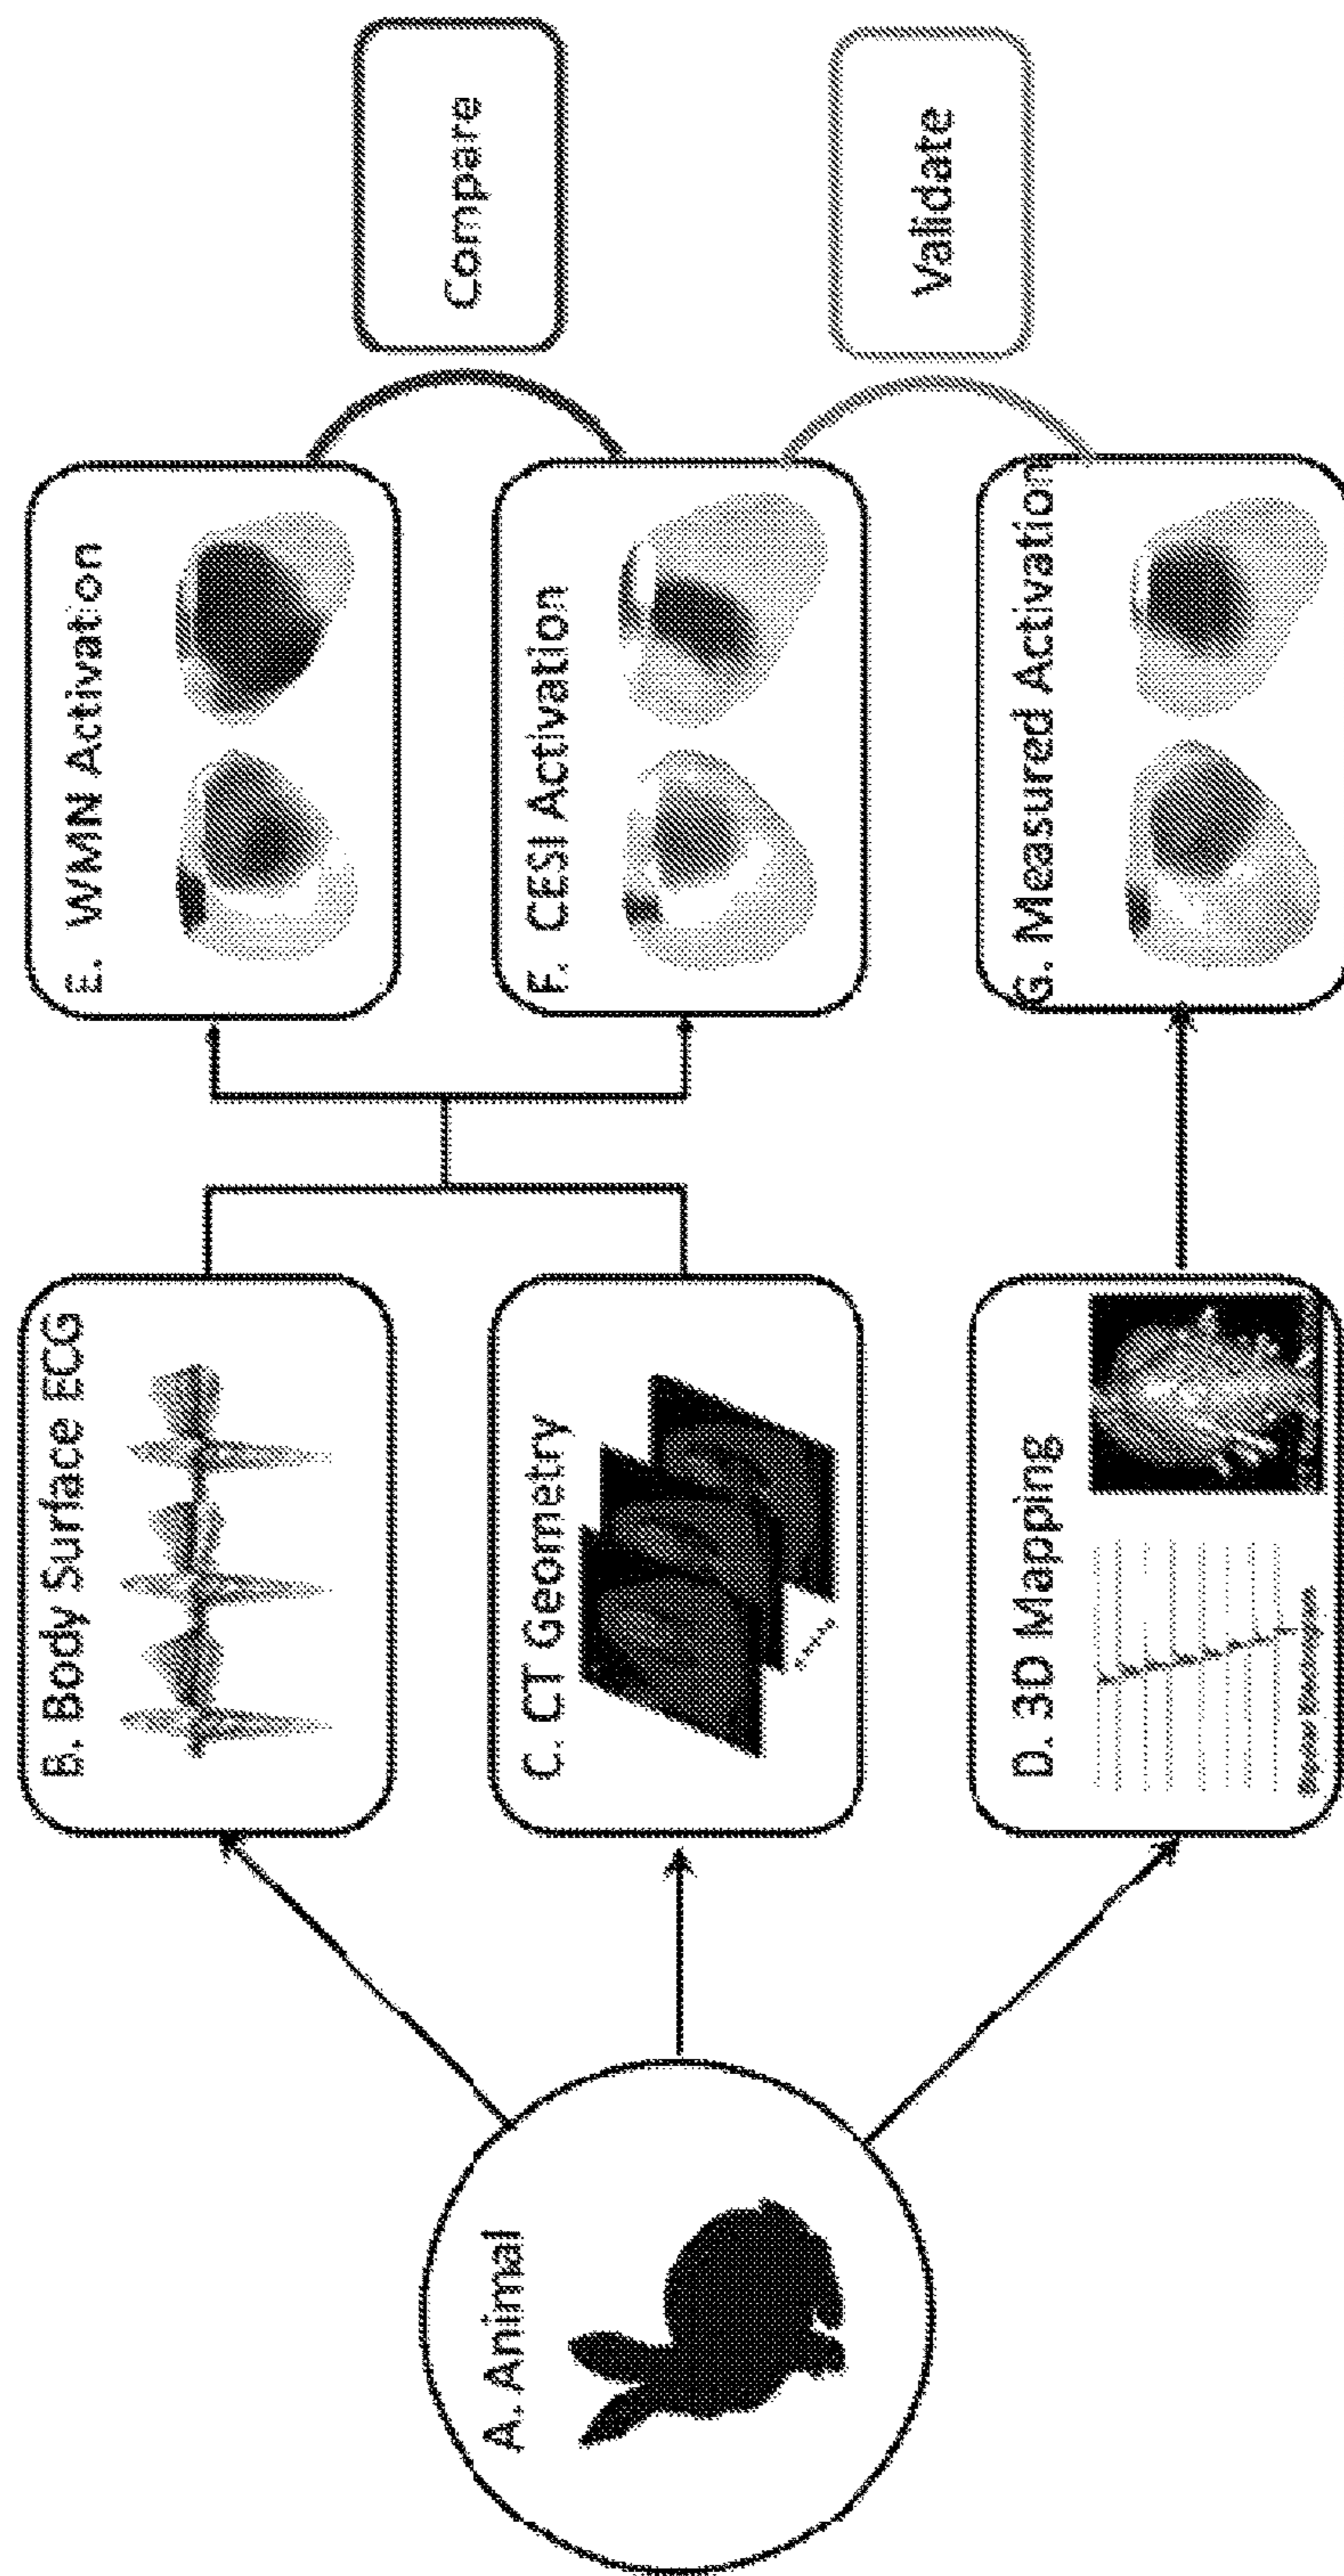 A. Animal
B. Body Surface ECG
C. CT Geometry
D. 3D Mapping
E. WMN Activation
F. CESI Activation
G. Measured Activation
Compare
Validate